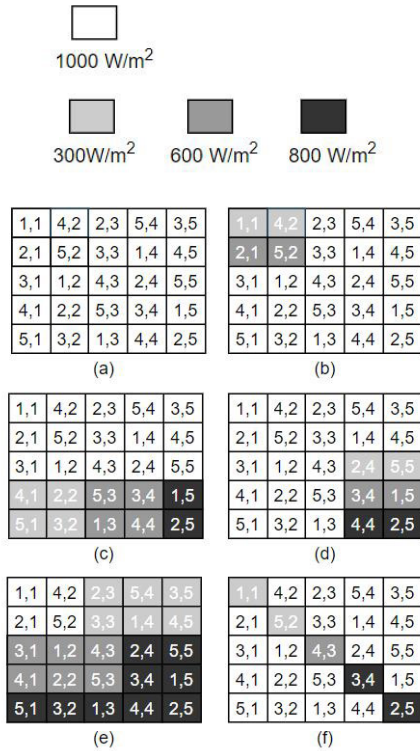 1000 W/m2
300W/m2 600 W/m2 800 W/m2
1,1 4,2 2,3 5,4 3,5
2,1 5,2 3,3 1,4 4,5
3,1 1,2 4,3 2,4 5,5
4,1 2,2 5,3 3,4 1,5
5,1 3,2 1,3 4,4 2,5
(a)
1,1 4,2 2,3 5,4 3,5
2,1 5,2 3,3 1,4 4,5
3,1 1,2 4,3 2,4 5,5
4,1 2,2 5,3 3,4 1,5
5,1 3,2 1,3 4,4 2,5
(b)
1,1 4,2 2,3 5,4 3,5
2,1 5,2 3,3 1,4 4,5
3,1 1,2 4,3 2,4 5,5
4,1 2,2 5,3 3,4 1,5
5,1 3,2 1,3 4,4 2,5
(c)
1,1 4,2 2,3 5,4 3,5
2,1 5,2 3,3 1,4 4,5
3,1 1,2 4,3 2,4 5,5
4,1 2,2 5,3 3,4 1,5
5,1 3,2 1,3 4,4 2,5
(d)
1,1 4,2 2,3 5,4 3,5
2,1 5,2 3,3 1,4 4,5
3,1 1,2 4,3 2,4 5,5
4,1 2,2 5,3 3,4 1,5
5,1 3,2 1,3 4,4 2,5
(e)
1,1 4,2 2,3 5,4 3,5
2,1 5,2 3,3 1,4 4,5
3,1 1,2 4,3 2,4 5,5
4,1 2,2 5,3 3,4 1,5
5,1 3,2 1,3 4,4 2,5
(f)